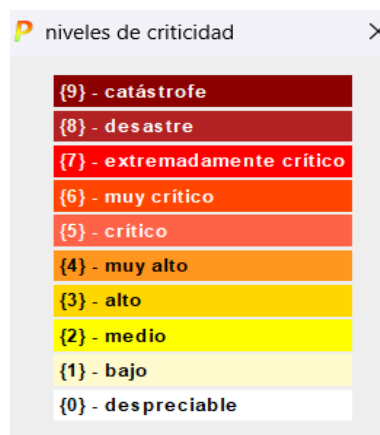 P niveles de criticidad
{9} - catástrofe
{8} - desastre
{7} - extremadamente crítico
{6} - muy crítico
{5} - crítico
{4} - muy alto
{3} - alto
{2} - medio
{1} - bajo
{0} - despreciable